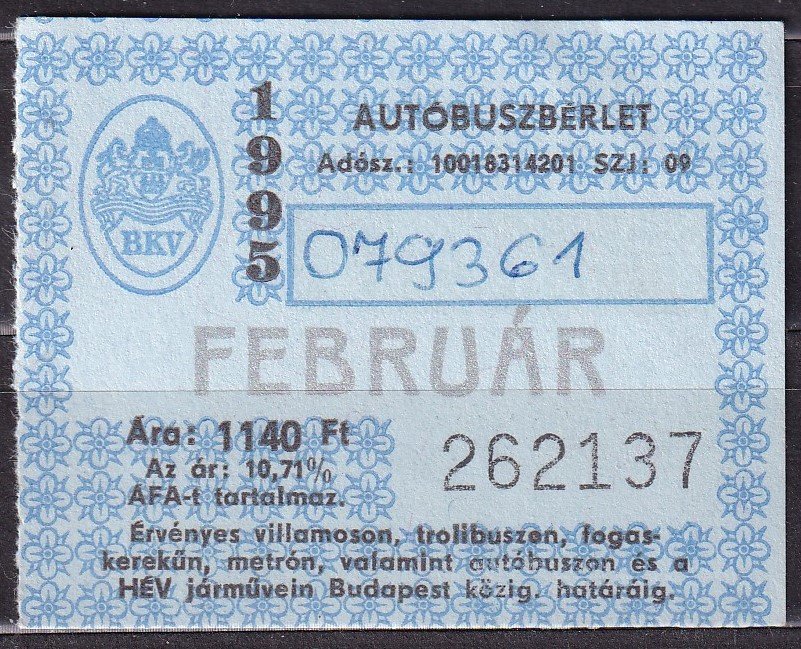 1995
AUTÓBUSZBÉRLET
Adósz.: 10018314201 SZJ: 09
BKV
079361
FEBRUÁR
Ára: 1140 Ft
Az ár: 10,71%
ÁFA-t tartalmaz.
262137
Érvényes villamoson, trolibuszon, fogas-
kerekűn, metrón, valamint autóbuszon és a
HÉV járművein Budapest közig. határáig.